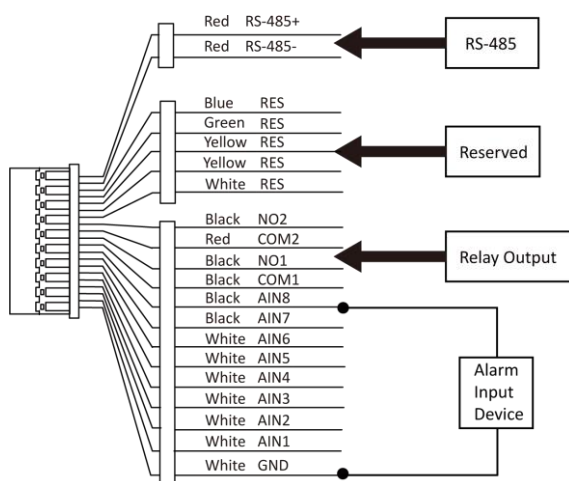 Red RS-485+
Red RS-485-
RS-485
Blue RES
Green RES
Yellow RES
Yellow RES
White RES
Reserved
Black NO2
Red COM2
Black NO1
Black COM1
Relay Output
Black AIN8
Black AIN7
White AIN6
White AIN5
White AIN4
White AIN3
White AIN2
White AIN1
White GND
Alarm
Input
Device